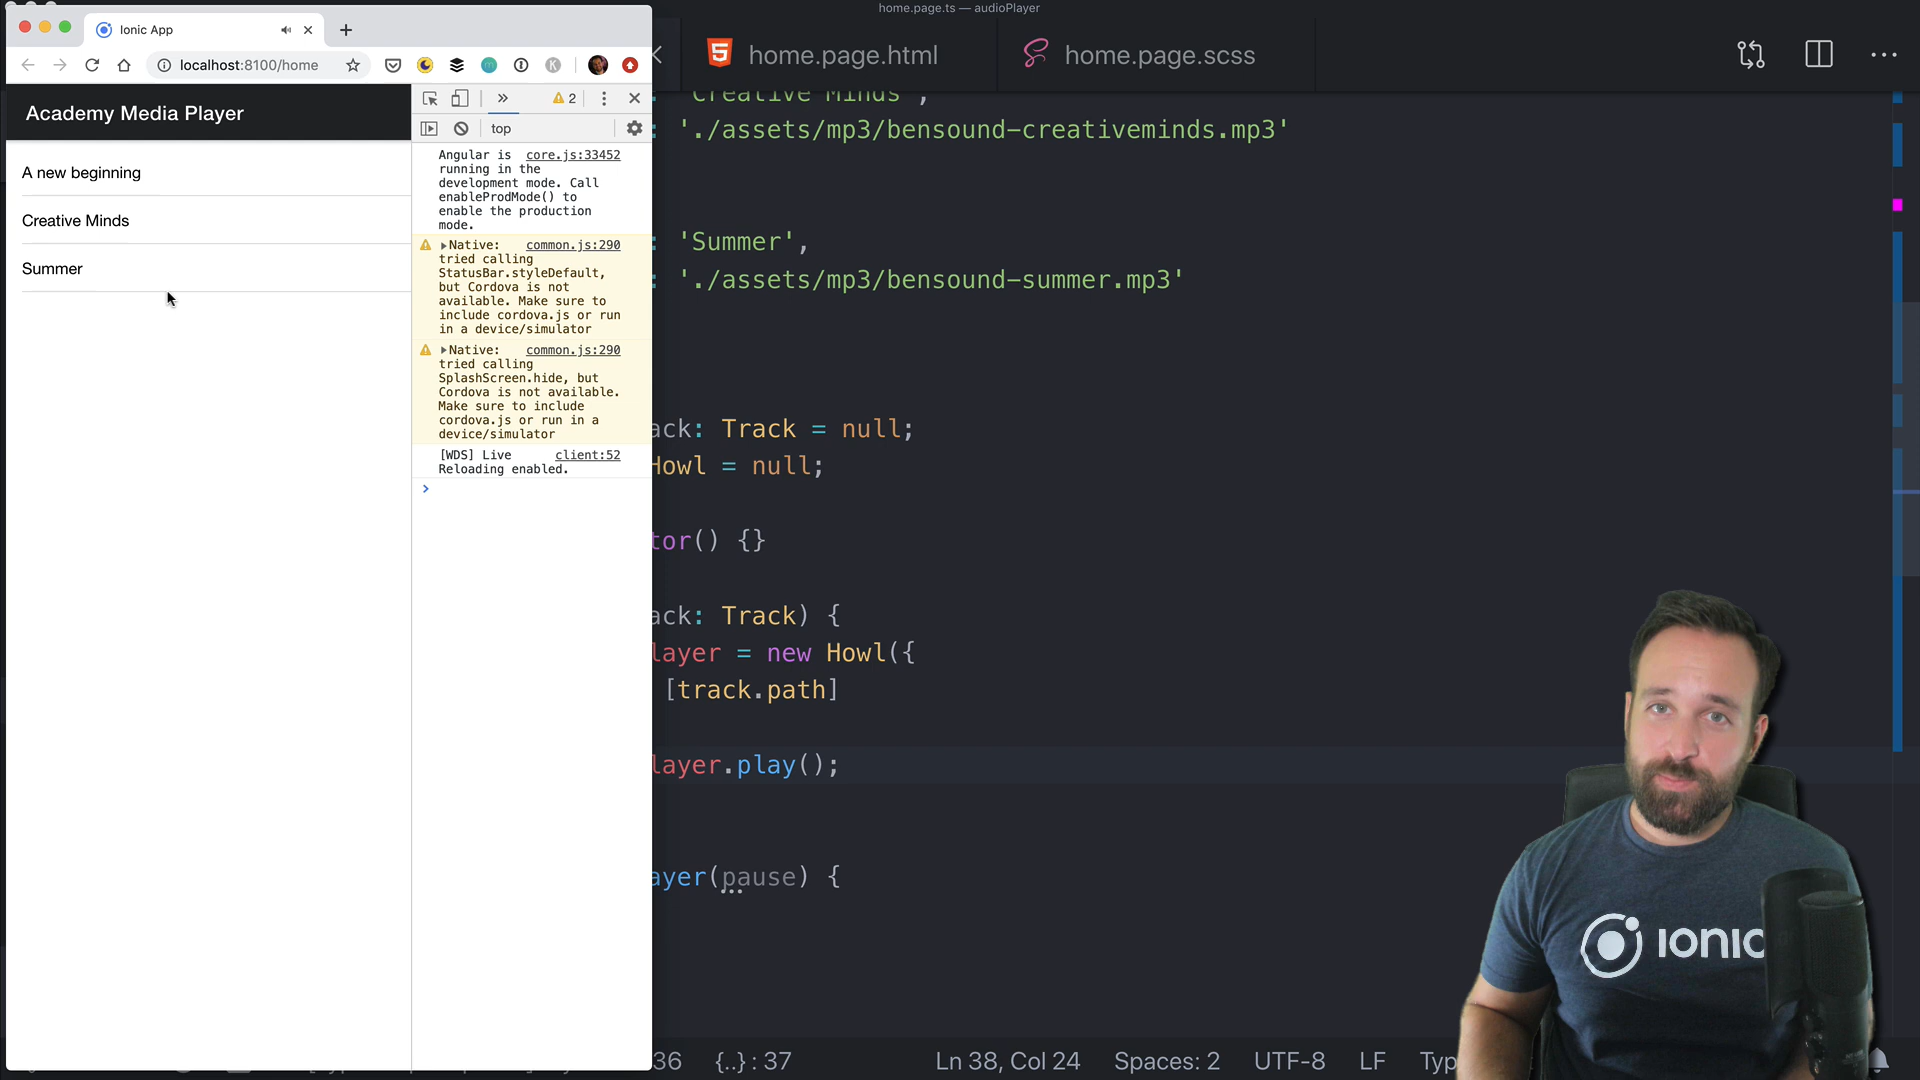 home.page.ts — audioPlayer
Ionic App
localhost:8100/home
home.page.html
home.page.scss
Academy Media Player
2
top
A new beginning
Creative Minds
Summer
Angular is core.js:33452
running in the
development mode. Call
enableProdMode() to
enable the production
mode.
Native: common.js:290
tried calling
StatusBar.styleDefault,
but Cordova is not
available. Make sure to
include cordova.js or run
in a device/simulator
Native: common.js:290
tried calling
SplashScreen.hide, but
Cordova is not available.
Make sure to include
cordova.js or run in a
device/simulator
[WDS] Live client:52
Reloading enabled.
>
: 'Creative Minds',
: './assets/mp3/bensound-creativeminds.mp3'
: 'Summer',
: './assets/mp3/bensound-summer.mp3'
ack: Track = null;
Howl = null;
tor() {}
ack: Track) {
layer = new Howl({
[track.path]
layer.play();
ayer(pause) {
IONIC
36 {..} : 37 Ln 38, Col 24 Spaces: 2 UTF-8 LF Typ